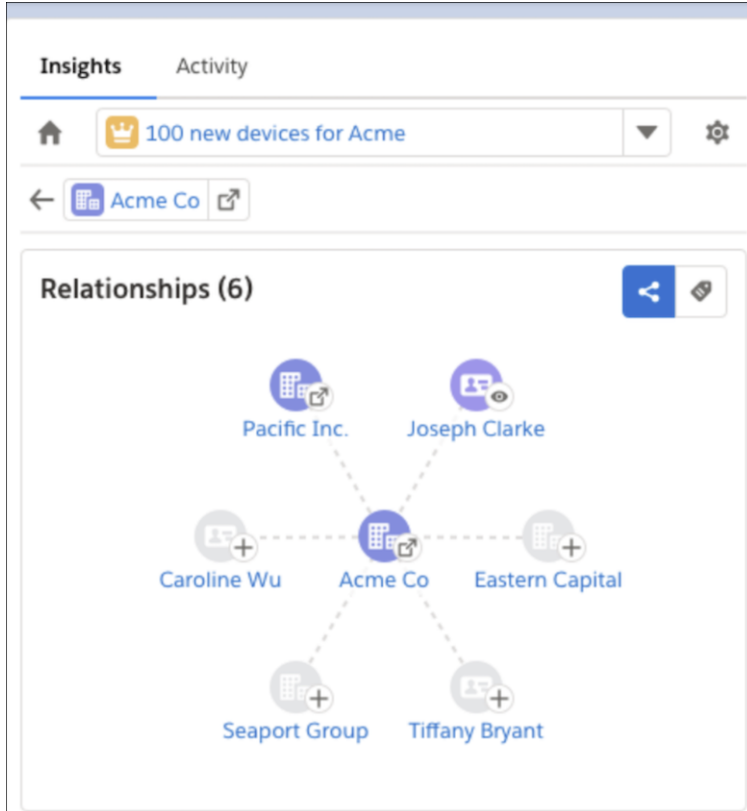 Insights Activity
100 new devices for Acme
Acme Co
Relationships (6)
Pacific Inc. Joseph Clarke
Caroline Wu Acme Co Eastern Capital
Seaport Group Tiffany Bryant